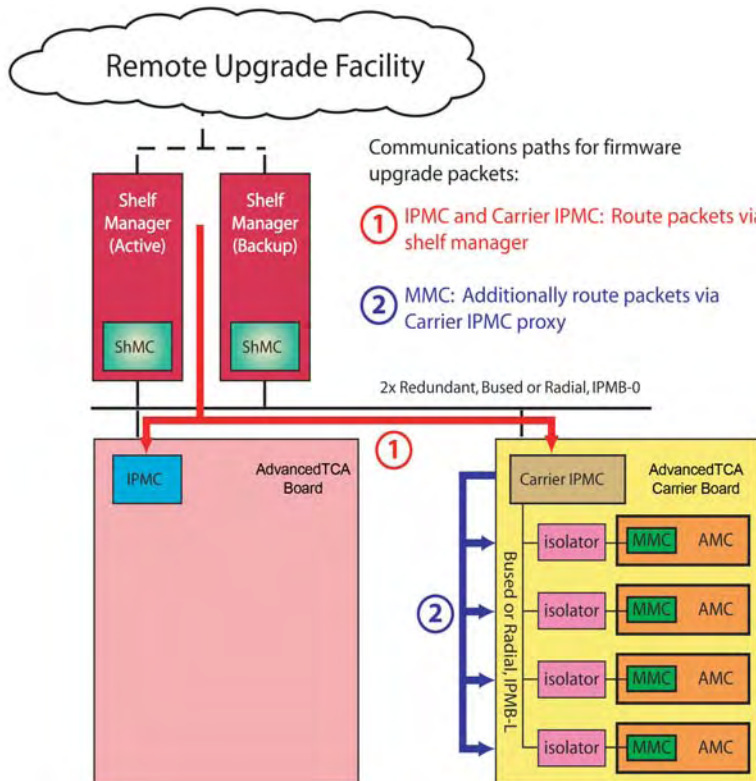 Remote Upgrade Facility
Communications paths for firmware
upgrade packets:
1 IPMC and Carrier IPMC: Route packets via
shelf manager
2 MMC: Additionally route packets via
Carrier IPMC proxy
Shelf
Manager
(Active)
Shelf
Manager
(Backup)
ShMC
ShMC
2x Redundant, Bused or Radial, IPMB-0
1
IPMC
AdvancedTCA
Board
Carrier IPMC
AdvancedTCA
Carrier Board
2
Bused or Radial, IPMB-L
isolator
MMC
AMC
isolator
MMC
AMC
isolator
MMC
AMC
isolator
MMC
AMC